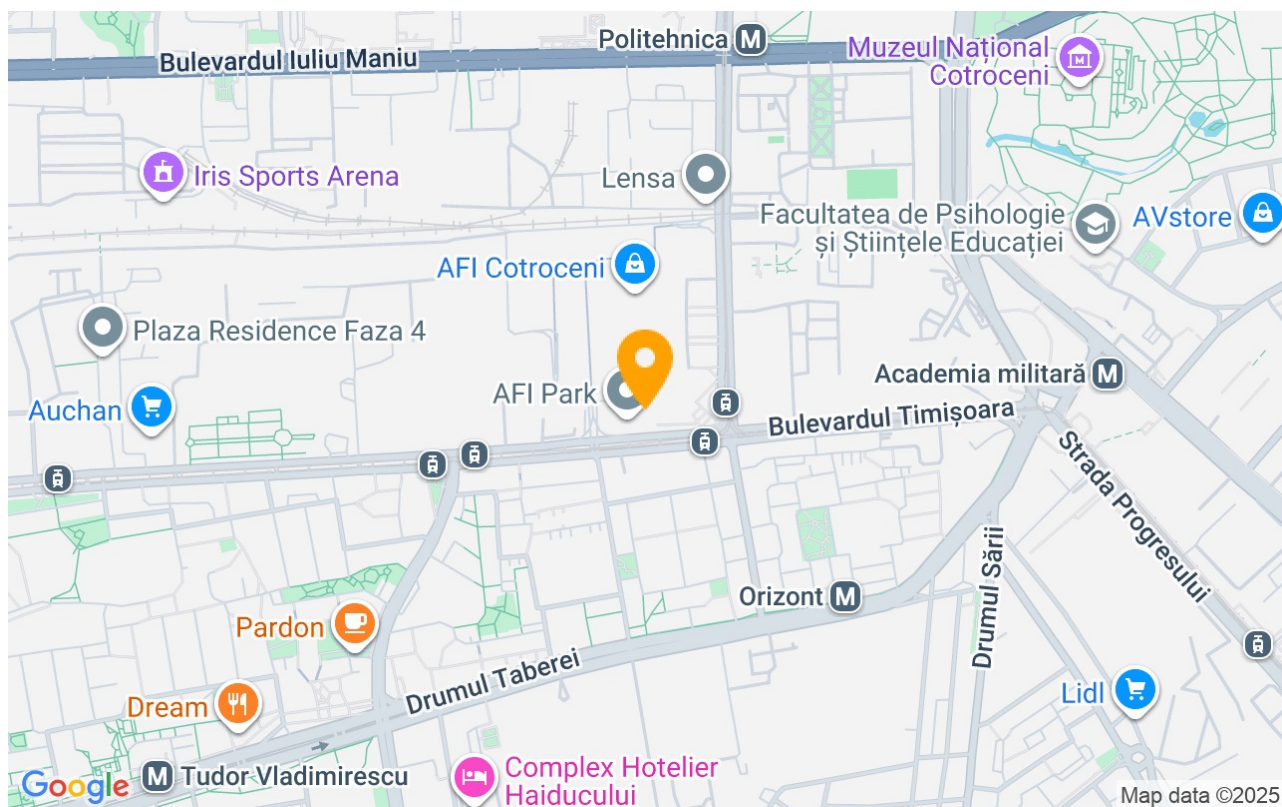 Politehnica
Bulevardul Iuliu Maniu
Muzeul Național
Cotroceni
Iris Sports Arena
Lensa
Facultatea de Psihologie
și Științele Educației
AVstore
AFI Cotroceni
Plaza Residence Faza 4
AFI Park
Academia militară
Auchan
Bulevardul Timișoara
Strada Progresului
Orizont
Drumul Sării
Pardon
Drumul Taberei
Dream
Lidl
Tudor Vladimirescu
Complex Hotelier
Haiducului
Google
Map data ©2025